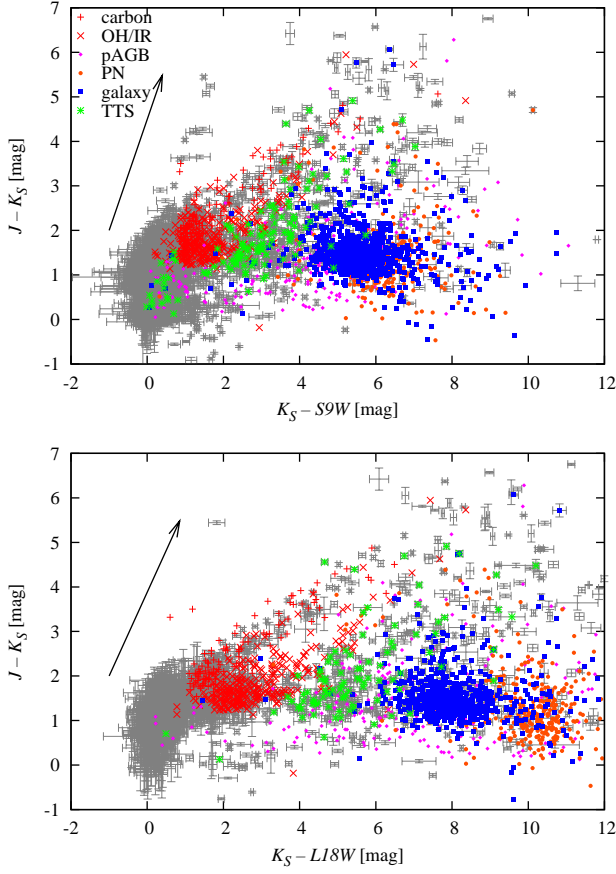 carbon
OH/IR
pAGB
PN
galaxy
TTS
7
6
5
4
3
2
1
0
-1
J – K_S [mag]
-2 0 2 4 6 8 10 12
K_S – S9W [mag]
7
6
5
4
3
2
1
0
-1
J – K_S [mag]
-2 0 2 4 6 8 10 12
K_S – L18W [mag]